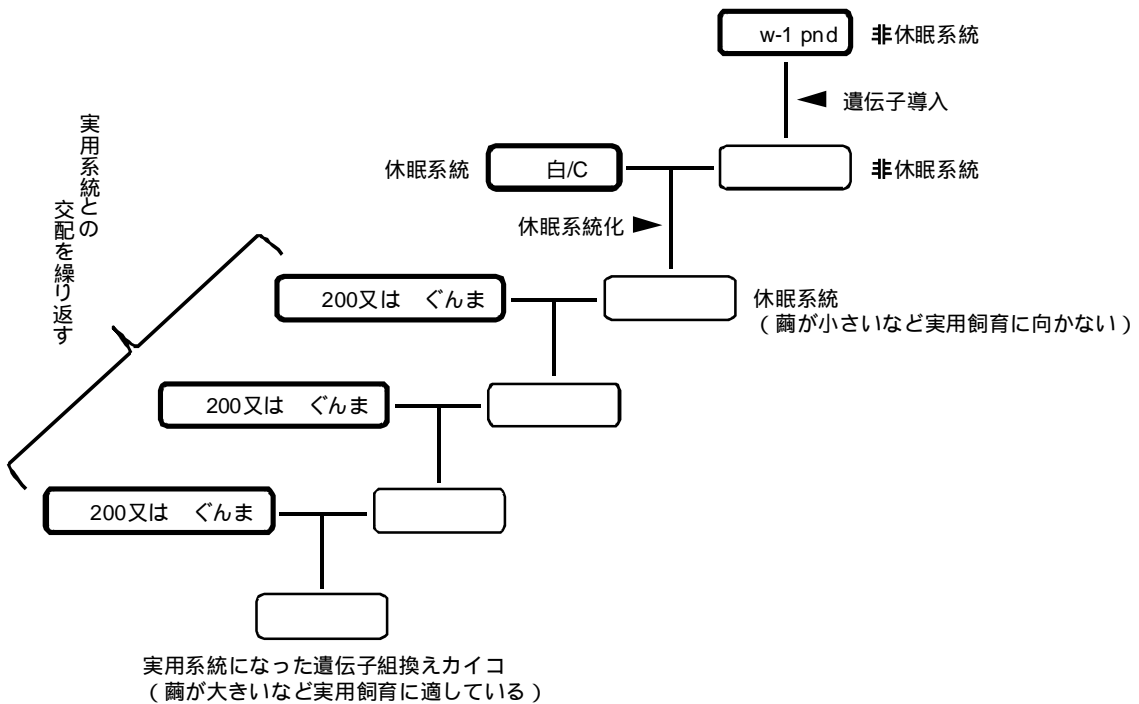 w-1 pnd
非休眠系統
遺伝子導入
休眠系統
白/C
非休眠系統
休眠系統化
実用系統との
交配を繰り返す
200又は ぐんま
休眠系統
（繭が小さいなど実用飼育に向かない）
200又は ぐんま
200又は ぐんま
実用系統になった遺伝子組換えカイコ
（繭が大きいなど実用飼育に適している）